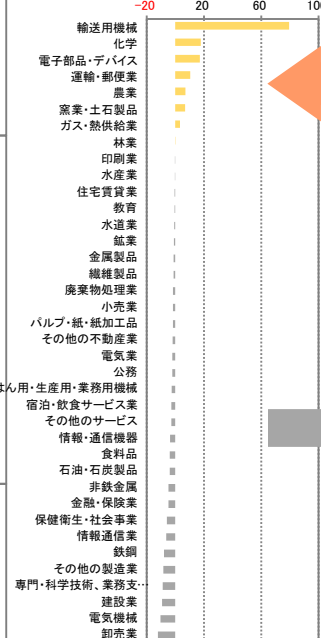 -20 20 60 100
輸送用機械
化学
電子部品・デバイス
運輸・郵便業
農業
窯業・土石製品
ガス・熱供給業
林業
印刷業
水産業
住宅賃貸業
教育
水道業
鉱業
金属製品
繊維製品
廃棄物処理業
小売業
パルプ・紙・紙加工品
その他の不動産業
電気業
公務
はん用・生産用・業務用機械
宿泊・飲食サービス業
その他のサービス
情報・通信機器
食料品
石油・石炭製品
非鉄金属
金融・保険業
保健衛生・社会事業
情報通信業
鉄鋼
その他の製造業
専門・科学技術、業務支…
建設業
電気機械
卸売業